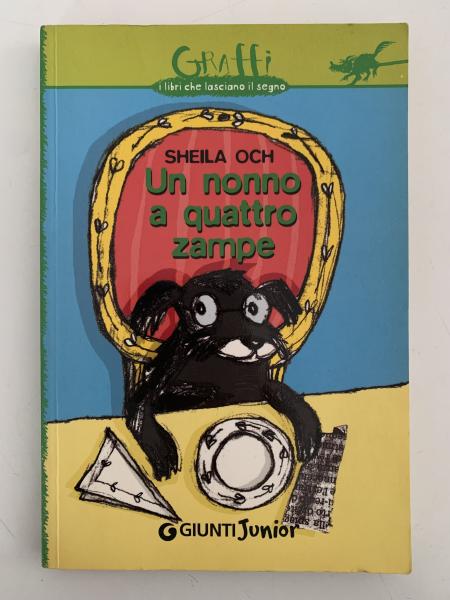 Graffi
i libri che lasciano il segno
SHEILA OCH
Un nonno
a quattro
zampe
GIUNTI Junior